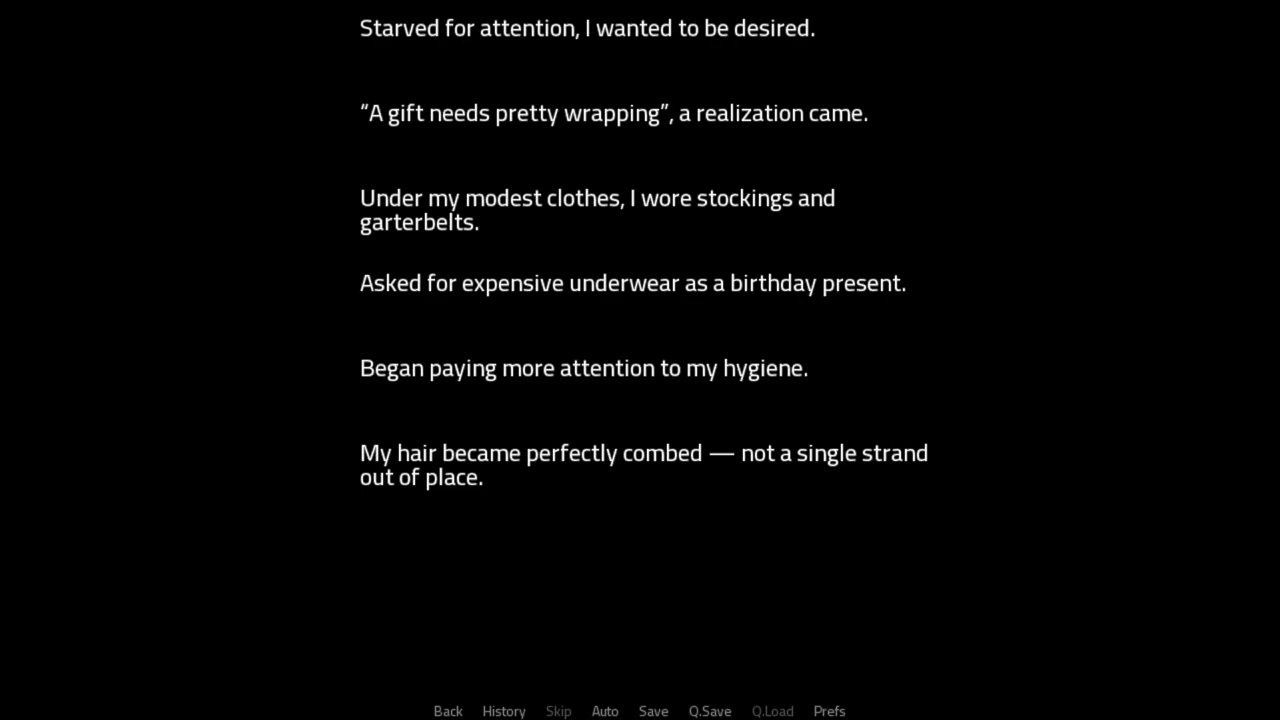 Starved for attention, I wanted to be desired.
“A gift needs pretty wrapping”, a realization came.
Under my modest clothes, I wore stockings and
garterbelts.
Asked for expensive underwear as a birthday present.
Began paying more attention to my hygiene.
My hair became perfectly combed — not a single strand
out of place.
Back History Skip Auto Save Q.Save Q.Load Prefs